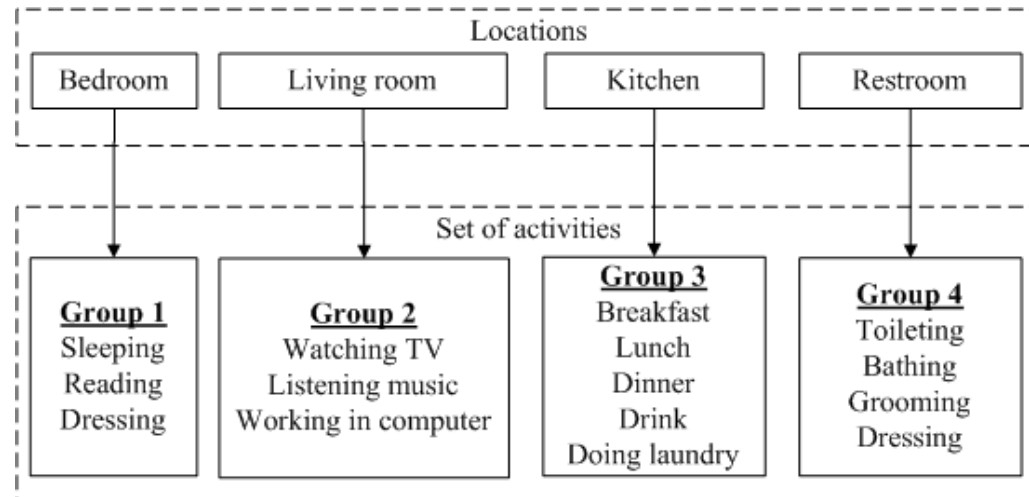 Locations
Bedroom
Living room
Kitchen
Restroom
Set of activities
Group 1
Sleeping
Reading
Dressing
Group 2
Watching TV
Listening music
Working in computer
Group 3
Breakfast
Lunch
Dinner
Drink
Doing laundry
Group 4
Toileting
Bathing
Grooming
Dressing